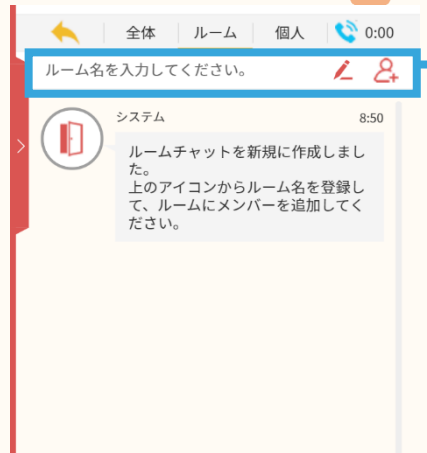 全体 ルーム 個人 0:00
ルーム名を入力してください。
システム 8:50
ルームチャットを新規に作成しまし
た。
上のアイコンからルーム名を登録し
て、ルームにメンバーを追加してく
ださい。